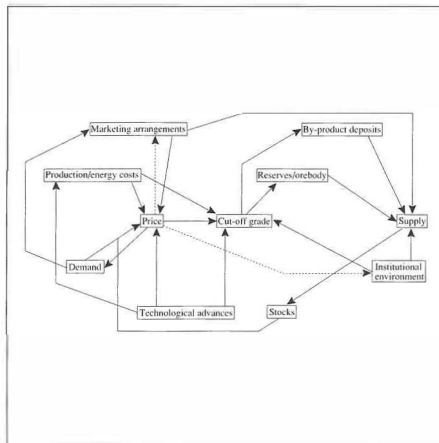 Marketing arrangements
By-product deposits
Production/energy costs
Reserves/orebody
Price
Cut-off grade
Supply
Demand
Institutional
environment
Technological advances
Stocks